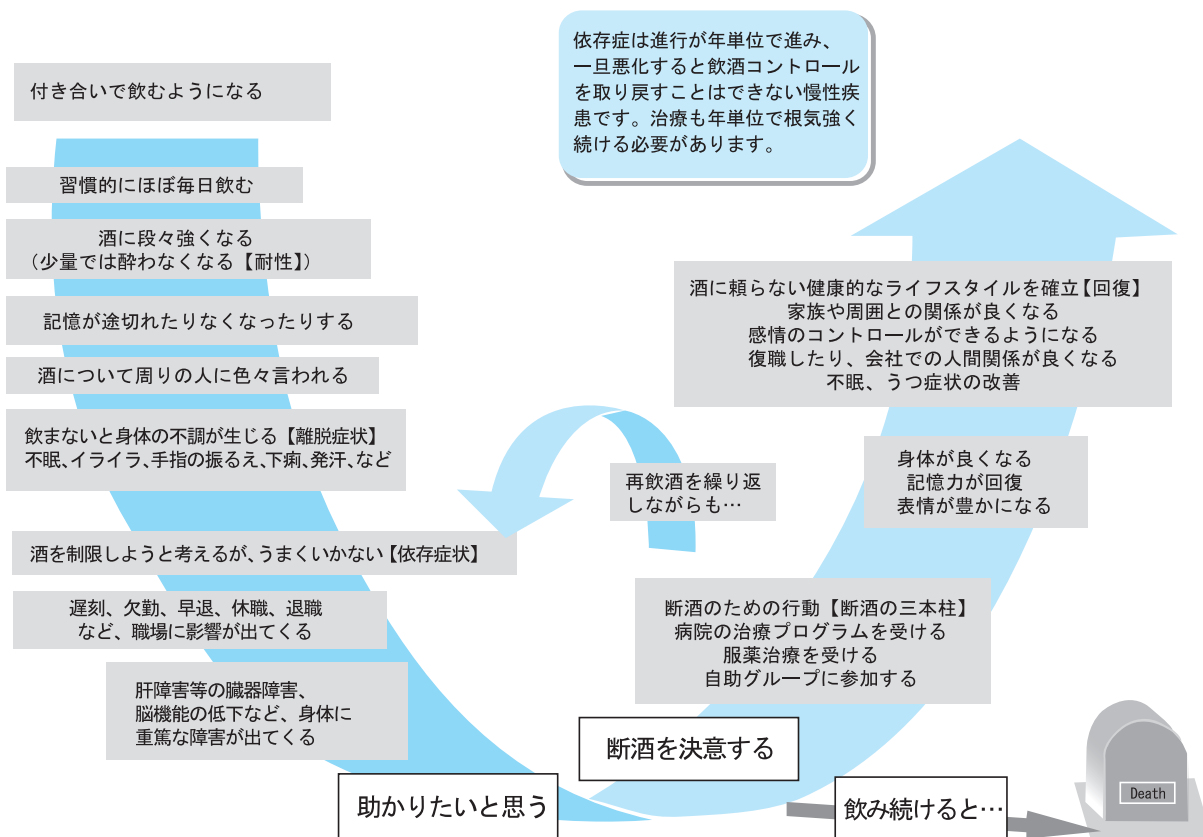 依存症は進行が年単位で進み、
一旦悪化すると飲酒コントロール
を取り戻すことはできない慢性疾
患です。治療も年単位で根気強く
続ける必要があります。
付き合いで飲むようになる
習慣的にほぼ毎日飲む
酒に段々強くなる
(少量では酔わなくなる【耐性】)
記憶が途切れたりなくなったりする
酒について周りの人に色々言われる
飲まないと身体の不調が生じる【離脱症状】
不眠、イライラ、手指の振るえ、下痢、発汗、など
酒を制限しようと考えるが、うまくいかない【依存症状】
遅刻、欠勤、早退、休職、退職
など、職場に影響が出てくる
肝障害等の臓器障害、
脳機能の低下など、身体に
重篤な障害が出てくる
助かりたいと思う
断酒を決意する
飲み続けると…
Death
断酒のための行動【断酒の三本柱】
病院の治療プログラムを受ける
服薬治療を受ける
自助グループに参加する
再飲酒を繰り返
しながらも…
身体が良くなる
記憶力が回復
表情が豊かになる
酒に頼らない健康的なライフスタイルを確立【回復】
家族や周囲との関係が良くなる
感情のコントロールができるようになる
復職したり、会社での人間関係が良くなる
不眠、うつ症状の改善